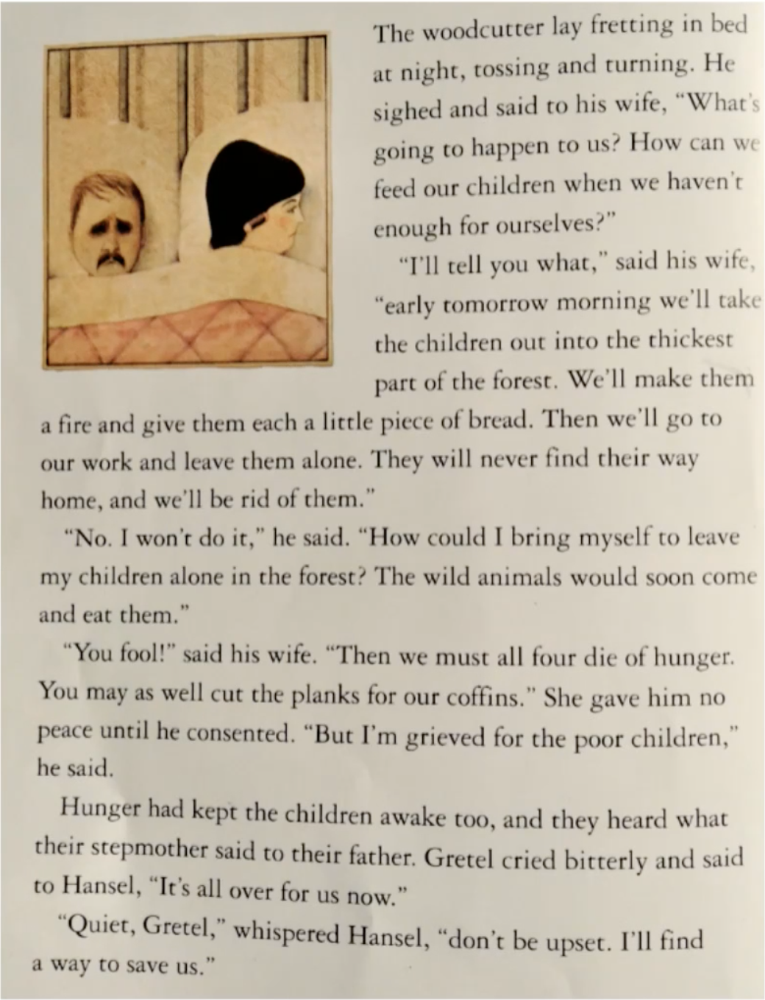 The woodcutter lay fretting in bed
at night, tossing and turning. He
sighed and said to his wife, “What’s
going to happen to us? How can we
feed our children when we haven’t
enough for ourselves?”
“I’ll tell you what,” said his wife,
“early tomorrow morning we’ll take
the children out into the thickest
part of the forest. We’ll make them
a fire and give them each a little piece of bread. Then we’ll go to
our work and leave them alone. They will never find their way
home, and we’ll be rid of them.”
“No. I won’t do it,” he said. “How could I bring myself to leave
my children alone in the forest? The wild animals would soon come
and eat them.”
“You fool!” said his wife. “Then we must all four die of hunger.
You may as well cut the planks for our coffins.” She gave him no
peace until he consented. “But I’m grieved for the poor children,”
he said.
Hunger had kept the children awake too, and they heard what
their stepmother said to their father. Gretel cried bitterly and said
to Hansel, “It’s all over for us now.”
“Quiet, Gretel,” whispered Hansel, “don’t be upset. I’ll find
a way to save us.”